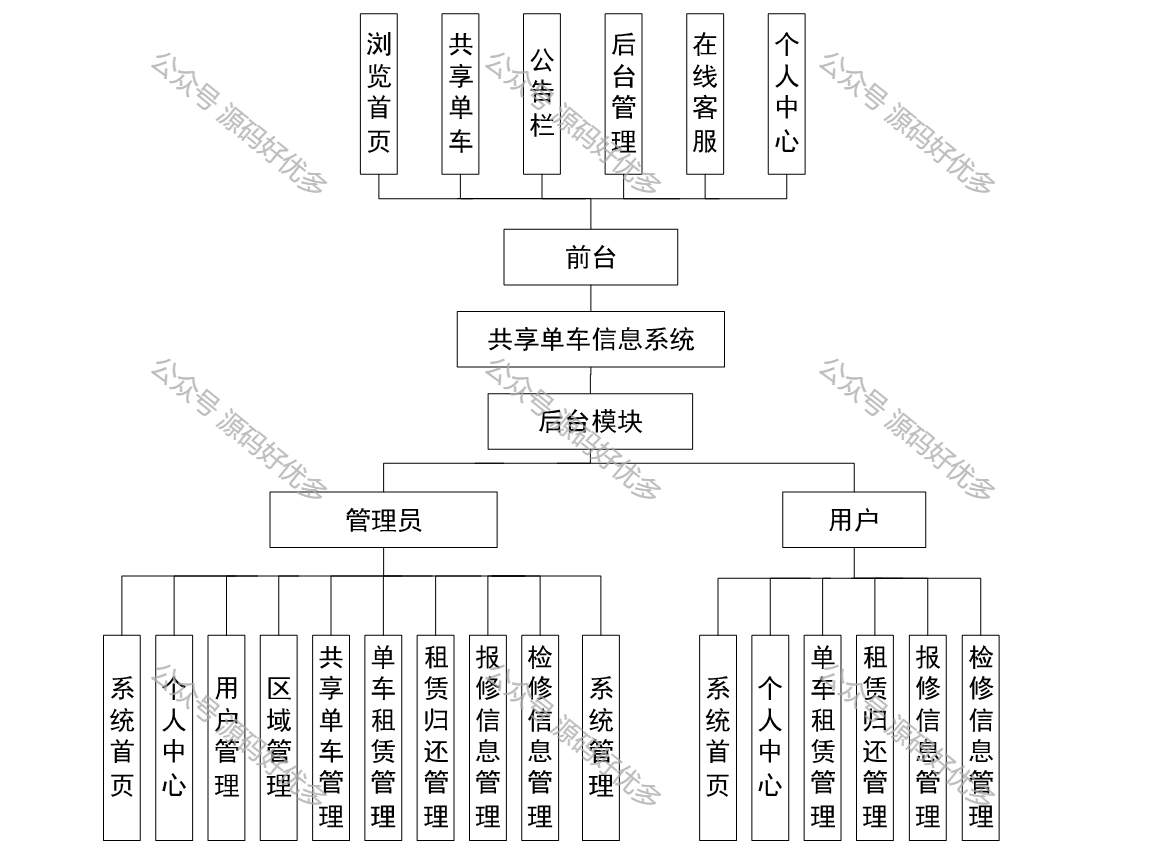 浏览首页
共享单车
公告栏
后台管理
在线客服
个人中心
公众号 源码好优多
公众号 源码好优多
公众号 源码好优多
前台
共享单车信息系统
后台模块
公众号 源码好优多
公众号 源码好优多
公众号 源码好优多
管理员
用户
系统首页
个人中心
用户管理
区域管理
共享单车管理
单车租赁管理
租赁归还管理
报修信息管理
检修信息管理
系统管理
系统首页
个人中心
单车租赁管理
租赁归还管理
报修信息管理
检修信息管理
公众号 源码好优多
公众号 源码好优多
公众号 源码好优多